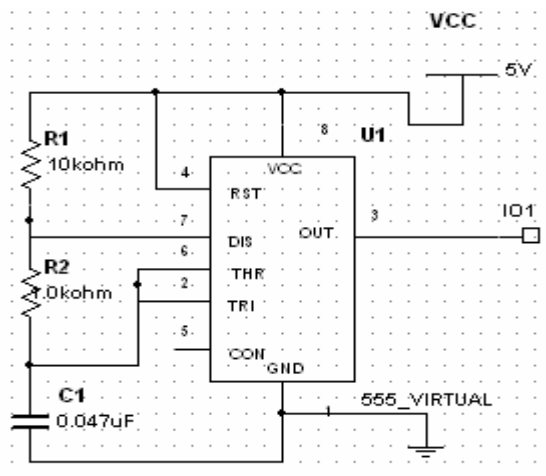 VCC
5V
R1
10kohm
8
U1
4
VCC
RST
3
IO1
7
DIS
OUT
6
R2
THR
1.0kohm
2
TRI
5
CON
GND
C1
0.047uF
1
555_VIRTUAL